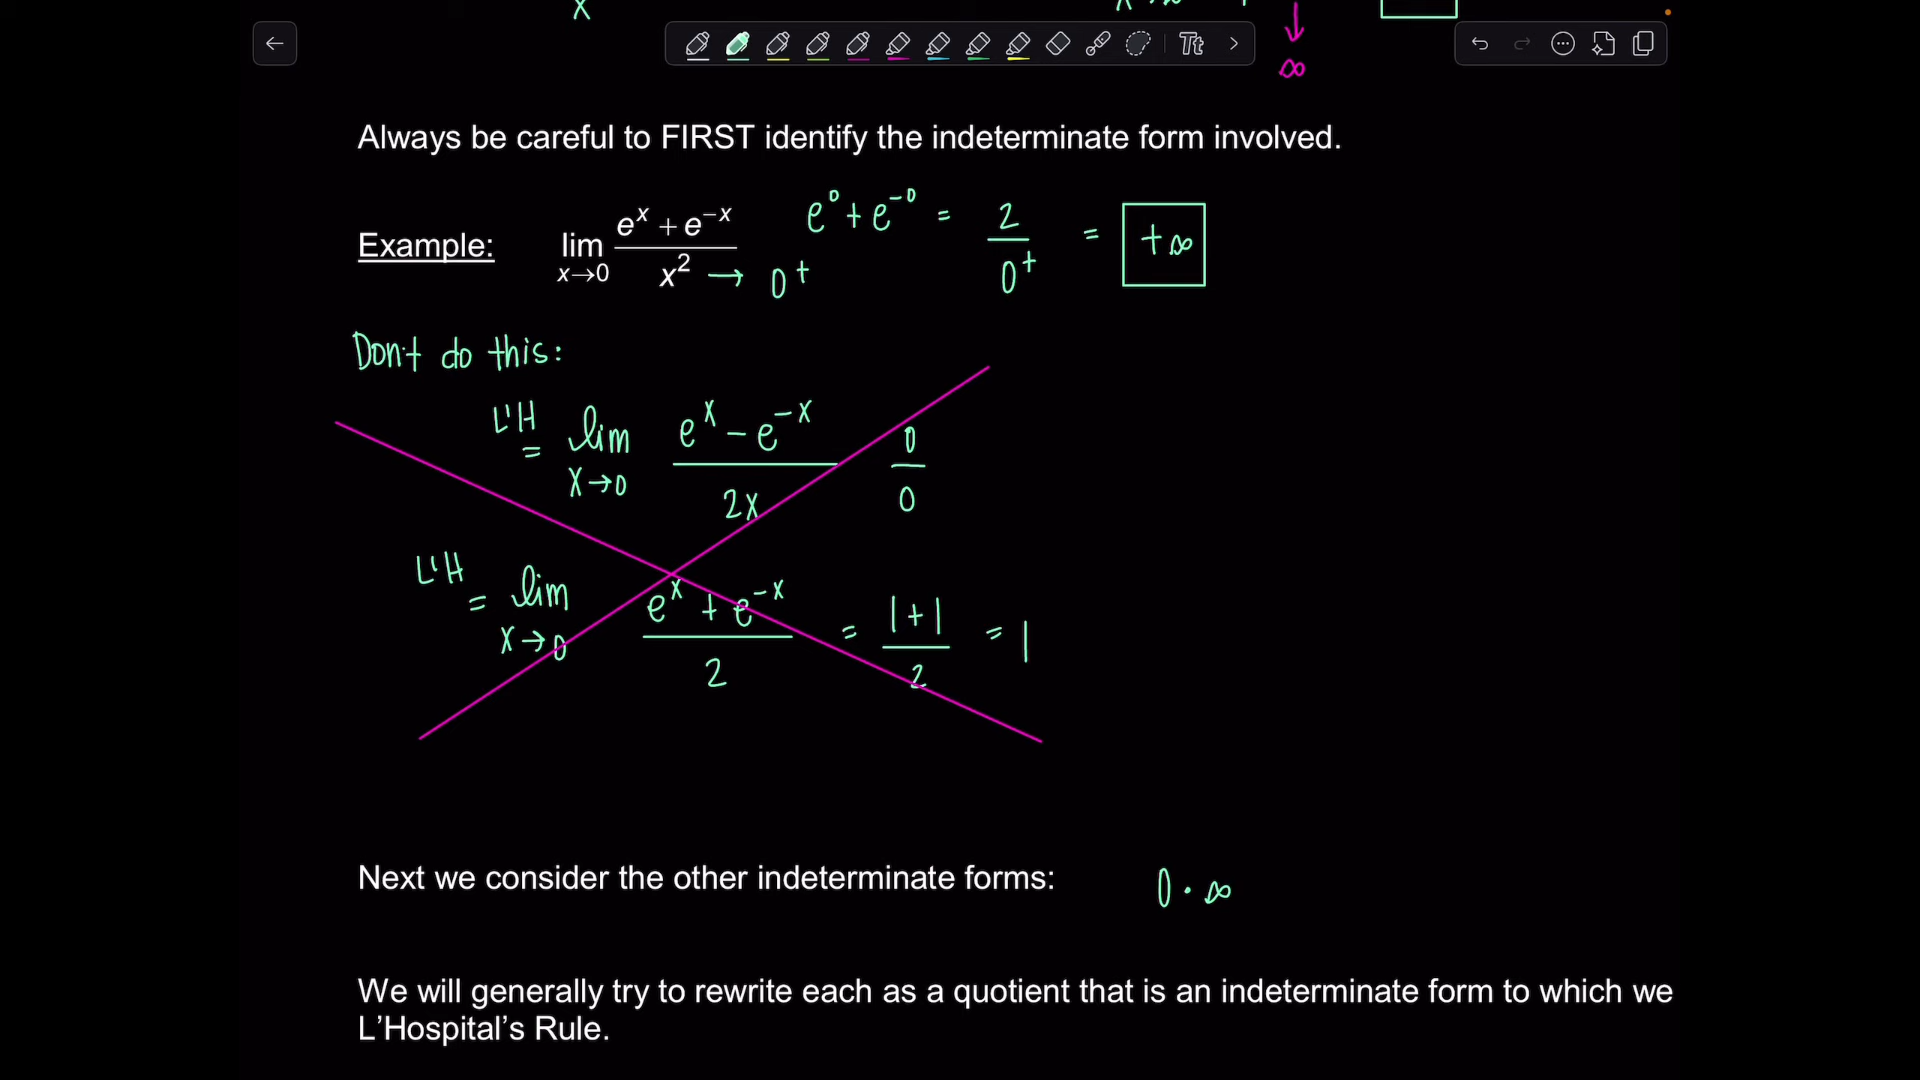 x
∞
Tt
Always be careful to FIRST identify the indeterminate form involved.
Example: lim x→0 (e^x + e^−x)/x² → 0⁺ e⁰ + e^−0 = 2/0⁺ = +∞
Don't do this:
L'H = lim x→0 (e^x − e^−x)/2x 0/0
L'H = lim x→0 (e^x + e^−x)/2 = (1+1)/2 = 1
Next we consider the other indeterminate forms: 0 · ∞
We will generally try to rewrite each as a quotient that is an indeterminate form to which we
L’Hospital’s Rule.